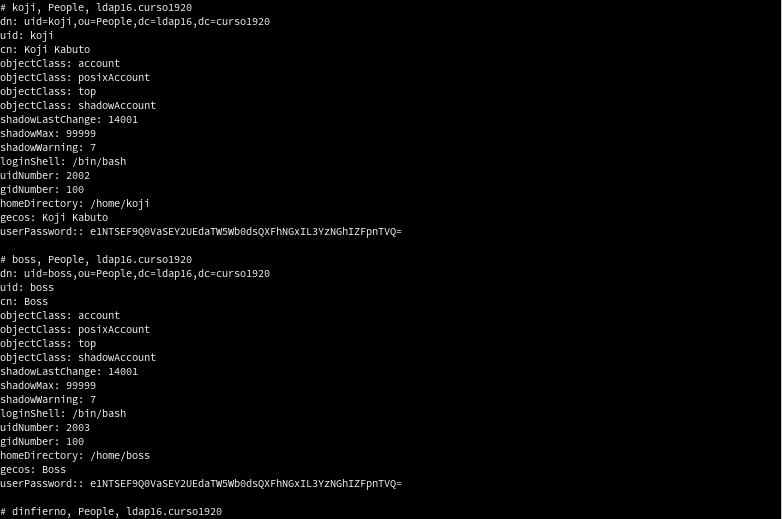 # koji, People, ldap16.curso1920
dn: uid=koji,ou=People,dc=ldap16,dc=curso1920
uid: koji
cn: Koji Kabuto
objectClass: account
objectClass: posixAccount
objectClass: top
objectClass: shadowAccount
shadowLastChange: 14001
shadowMax: 99999
shadowWarning: 7
loginShell: /bin/bash
uidNumber: 2002
gidNumber: 100
homeDirectory: /home/koji
gecos: Koji Kabuto
userPassword:: e1NTSEF9Q0VaSEY2UEdaTW5Wb0dsQXFhNGxIL3YzNGhIZFpnTVQ=
# boss, People, ldap16.curso1920
dn: uid=boss,ou=People,dc=ldap16,dc=curso1920
uid: boss
cn: Boss
objectClass: account
objectClass: posixAccount
objectClass: top
objectClass: shadowAccount
shadowLastChange: 14001
shadowMax: 99999
shadowWarning: 7
loginShell: /bin/bash
uidNumber: 2003
gidNumber: 100
homeDirectory: /home/boss
gecos: Boss
userPassword:: e1NTSEF9Q0VaSEY2UEdaTW5Wb0dsQXFhNGxIL3YzNGhIZFpnTVQ=
# dinfierno, People, ldap16.curso1920